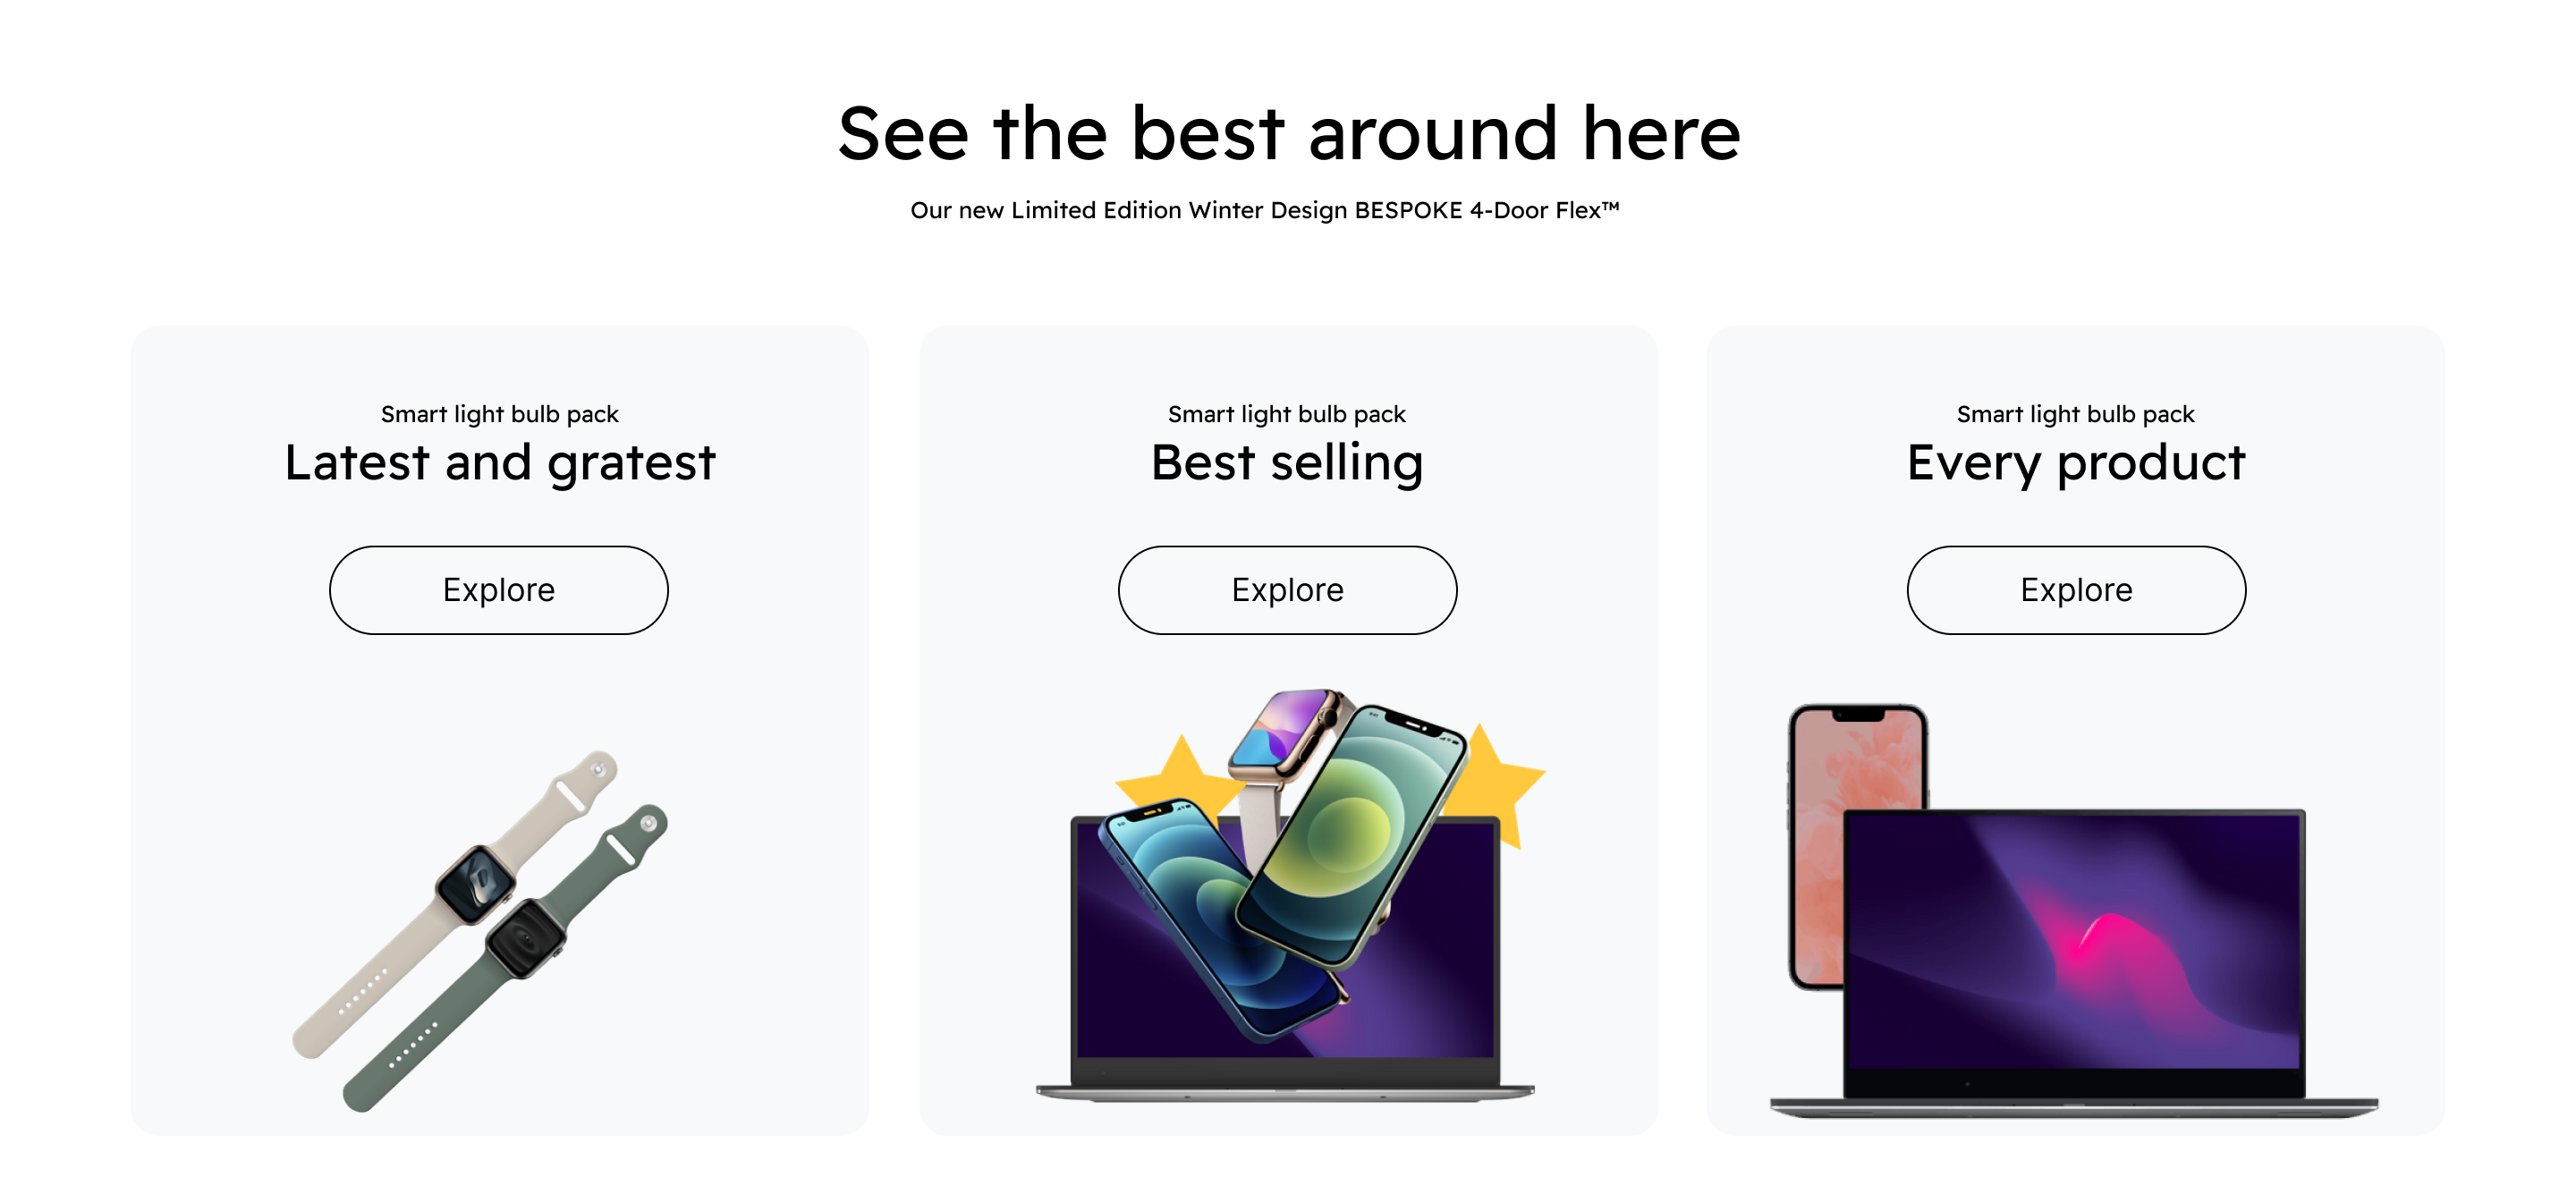 See the best around here
Our new Limited Edition Winter Design BESPOKE 4-Door Flex™
Smart light bulb pack
Latest and gratest
Explore
Smart light bulb pack
Best selling
Explore
Smart light bulb pack
Every product
Explore